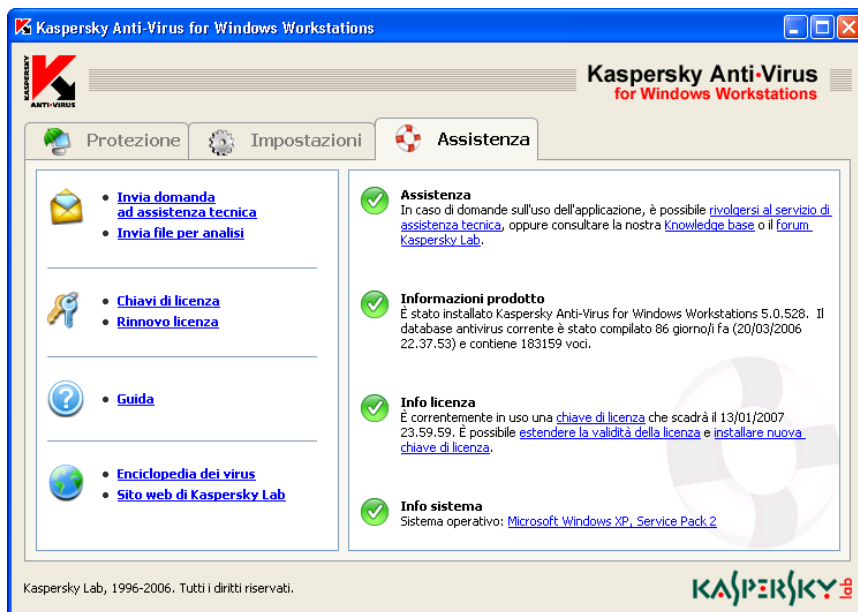 Kaspersky Anti-Virus for Windows Workstations
KASPERSKY
ANTI-VIRUS
Kaspersky Anti•Virus
for Windows Workstations
Protezione
Impostazioni
Assistenza
• Invia domanda
ad assistenza tecnica
• Invia file per analisi
• Chiavi di licenza
• Rinnovo licenza
• Guida
• Enciclopedia dei virus
• Sito web di Kaspersky Lab
Assistenza
In caso di domande sull'uso dell'applicazione, è possibile rivolgersi al servizio di
assistenza tecnica, oppure consultare la nostra Knowledge base o il forum
Kaspersky Lab.
Informazioni prodotto
È stato installato Kaspersky Anti-Virus for Windows Workstations 5.0.528. Il
database antivirus corrente è stato compilato 86 giorno/i fa (20/03/2006
22.37.53) e contiene 183159 voci.
Info licenza
È correntemente in uso una chiave di licenza che scadrà il 13/01/2007
23.59.59. È possibile estendere la validità della licenza e installare nuova
chiave di licenza.
Info sistema
Sistema operativo: Microsoft Windows XP, Service Pack 2
Kaspersky Lab, 1996-2006. Tutti i diritti riservati.
KASPERSKY lab